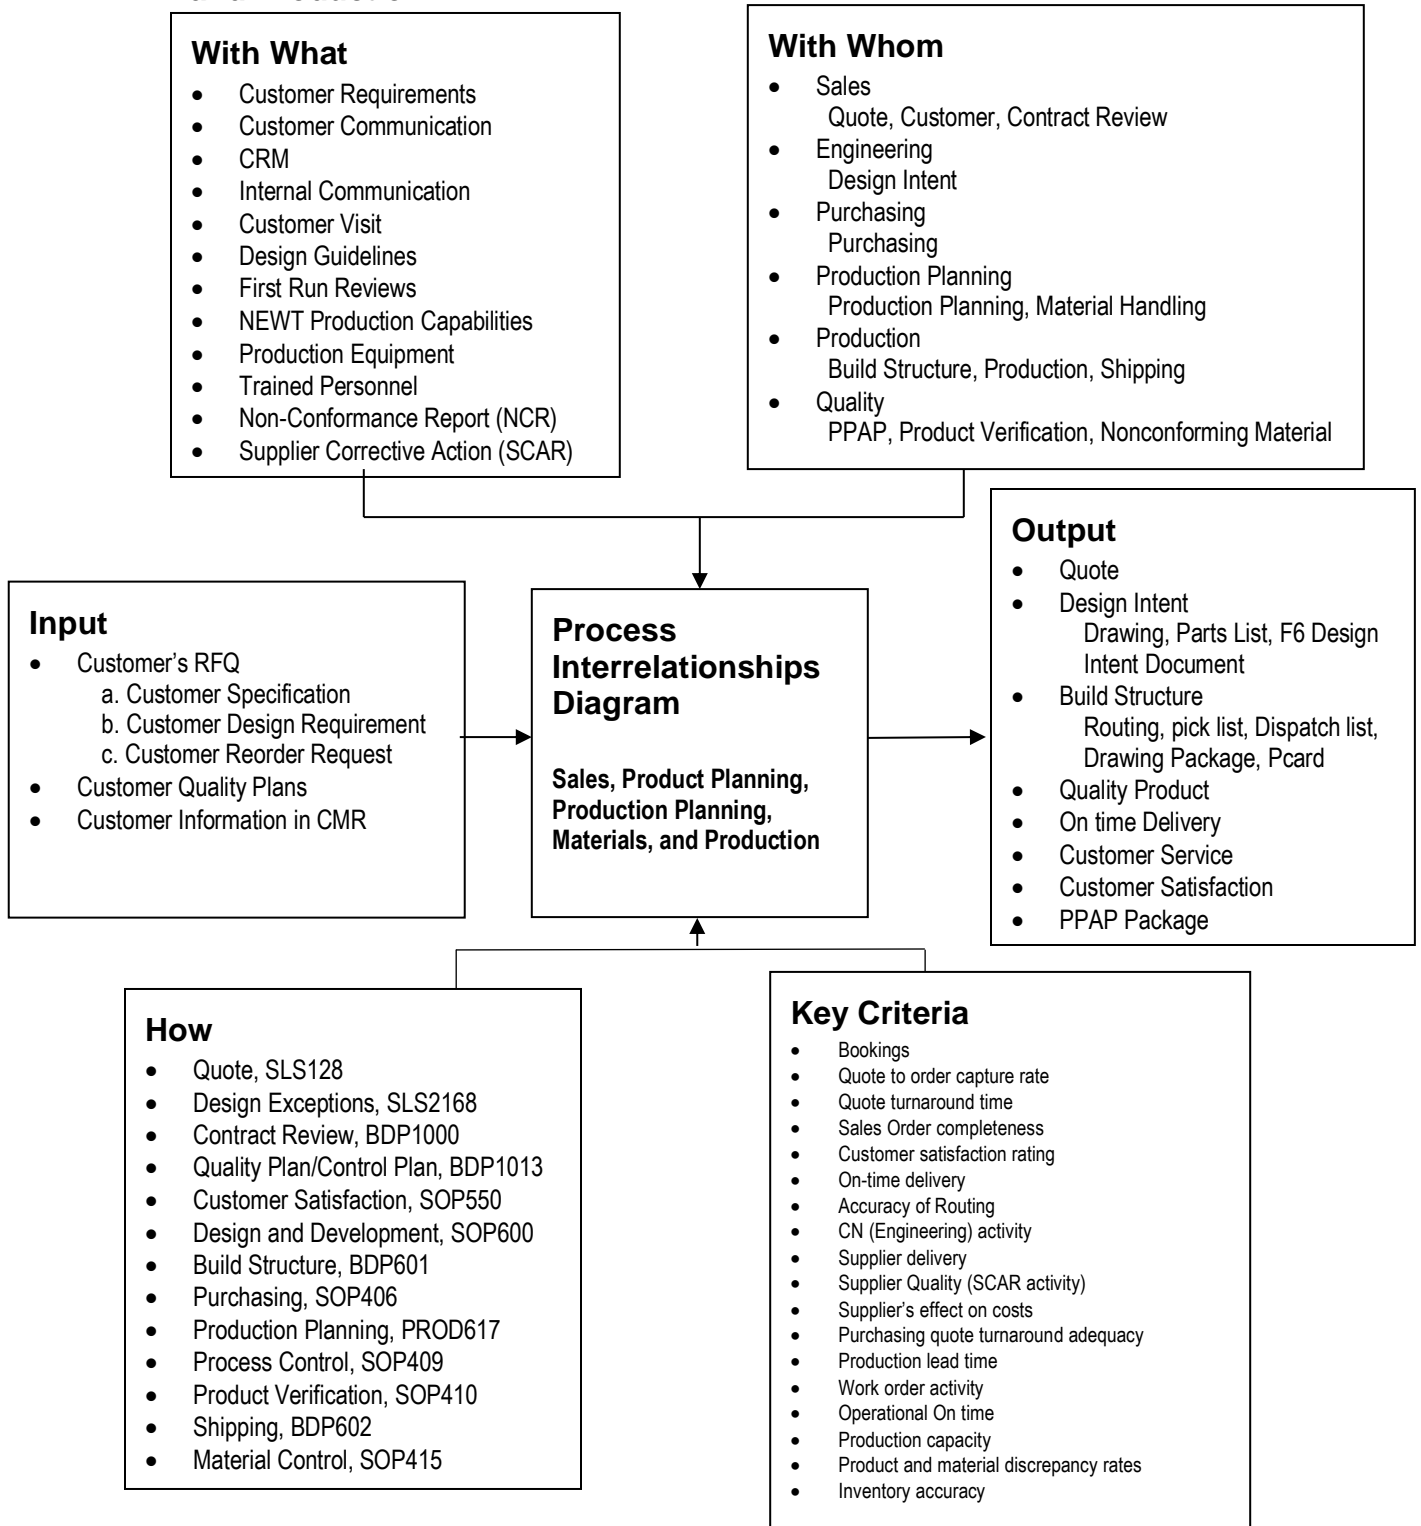 With What
• Customer Requirements
• Customer Communication
• CRM
• Internal Communication
• Customer Visit
• Design Guidelines
• First Run Reviews
• NEWT Production Capabilities
• Production Equipment
• Trained Personnel
• Non-Conformance Report (NCR)
• Supplier Corrective Action (SCAR)
With Whom
• Sales
Quote, Customer, Contract Review
• Engineering
Design Intent
• Purchasing
Purchasing
• Production Planning
Production Planning, Material Handling
• Production
Build Structure, Production, Shipping
• Quality
PPAP, Product Verification, Nonconforming Material
Input
• Customer's RFQ
a. Customer Specification
b. Customer Design Requirement
c. Customer Reorder Request
• Customer Quality Plans
• Customer Information in CMR
Process
Interrelationships
Diagram
Sales, Product Planning,
Production Planning,
Materials, and Production
Output
• Quote
• Design Intent
Drawing, Parts List, F6 Design
Intent Document
• Build Structure
Routing, pick list, Dispatch list,
Drawing Package, Pcard
• Quality Product
• On time Delivery
• Customer Service
• Customer Satisfaction
• PPAP Package
How
• Quote, SLS128
• Design Exceptions, SLS2168
• Contract Review, BDP1000
• Quality Plan/Control Plan, BDP1013
• Customer Satisfaction, SOP550
• Design and Development, SOP600
• Build Structure, BDP601
• Purchasing, SOP406
• Production Planning, PROD617
• Process Control, SOP409
• Product Verification, SOP410
• Shipping, BDP602
• Material Control, SOP415
Key Criteria
• Bookings
• Quote to order capture rate
• Quote turnaround time
• Sales Order completeness
• Customer satisfaction rating
• On-time delivery
• Accuracy of Routing
• CN (Engineering) activity
• Supplier delivery
• Supplier Quality (SCAR activity)
• Supplier's effect on costs
• Purchasing quote turnaround adequacy
• Production lead time
• Work order activity
• Operational On time
• Production capacity
• Product and material discrepancy rates
• Inventory accuracy